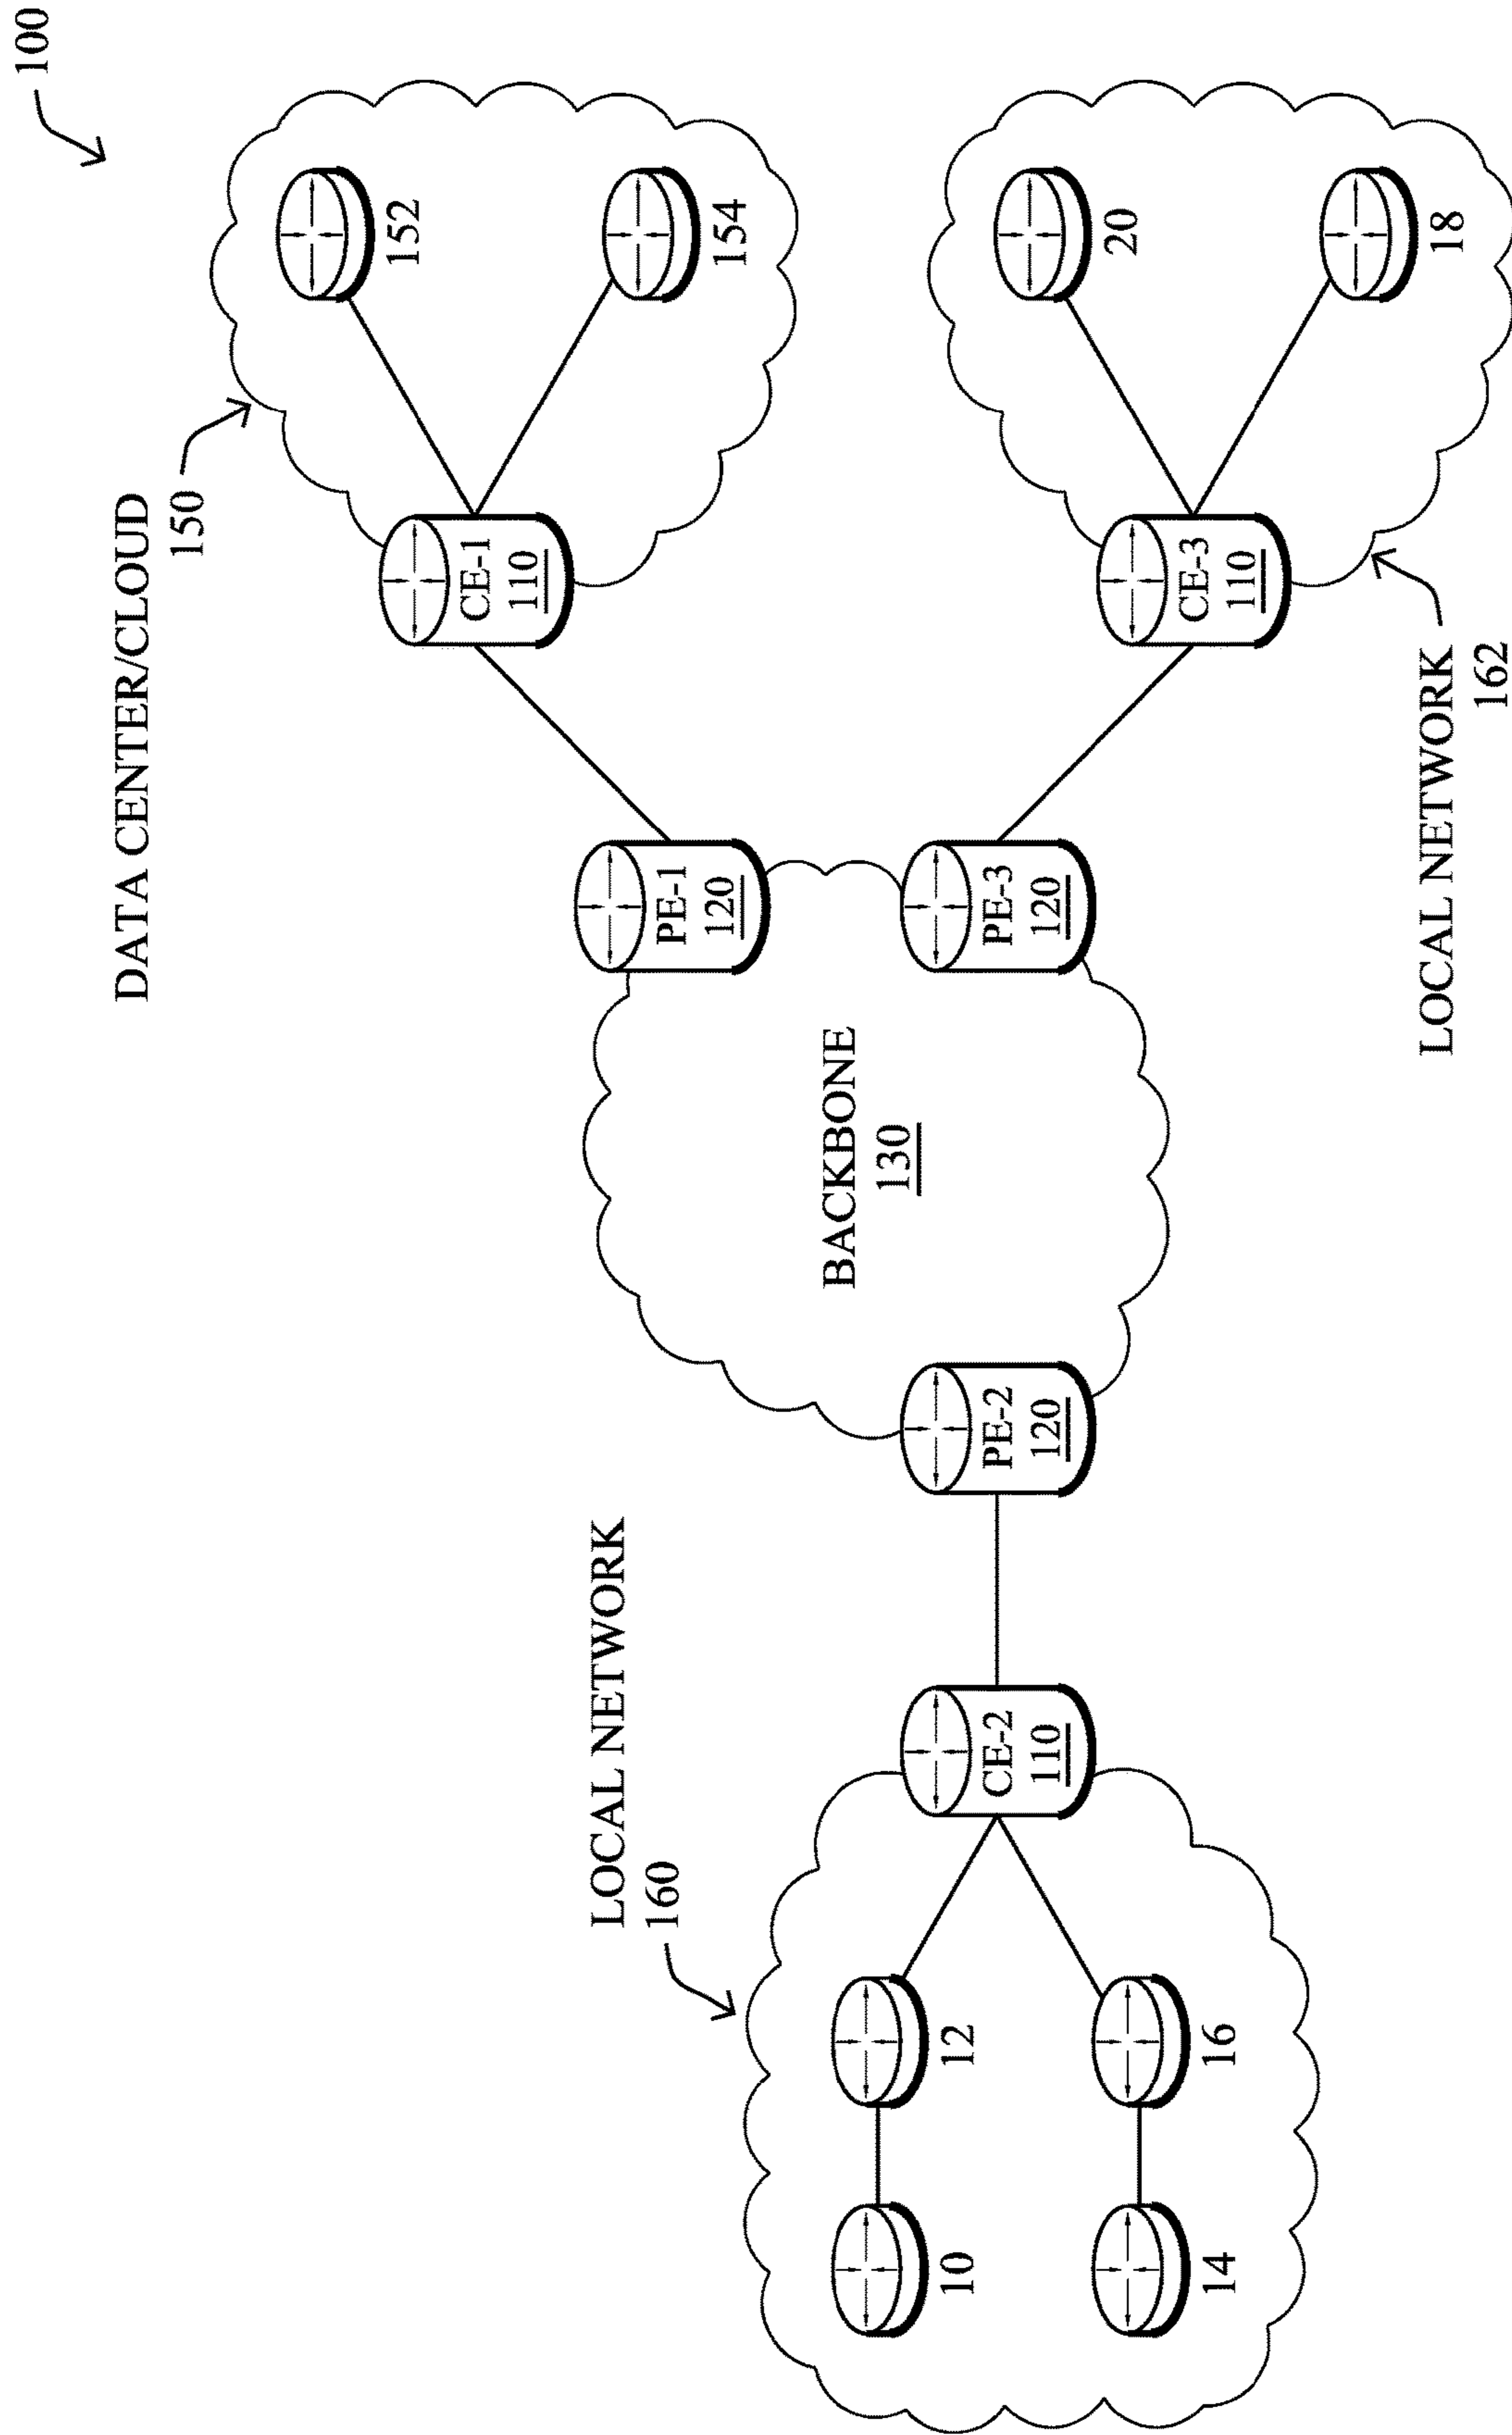 100
DATA CENTER/CLOUD
150
152
154
CE-1
110
PE-1
120
BACKBONE
130
PE-3
120
CE-3
110
20
18
LOCAL NETWORK
162
PE-2
120
LOCAL NETWORK
160
CE-2
110
12
10
16
14